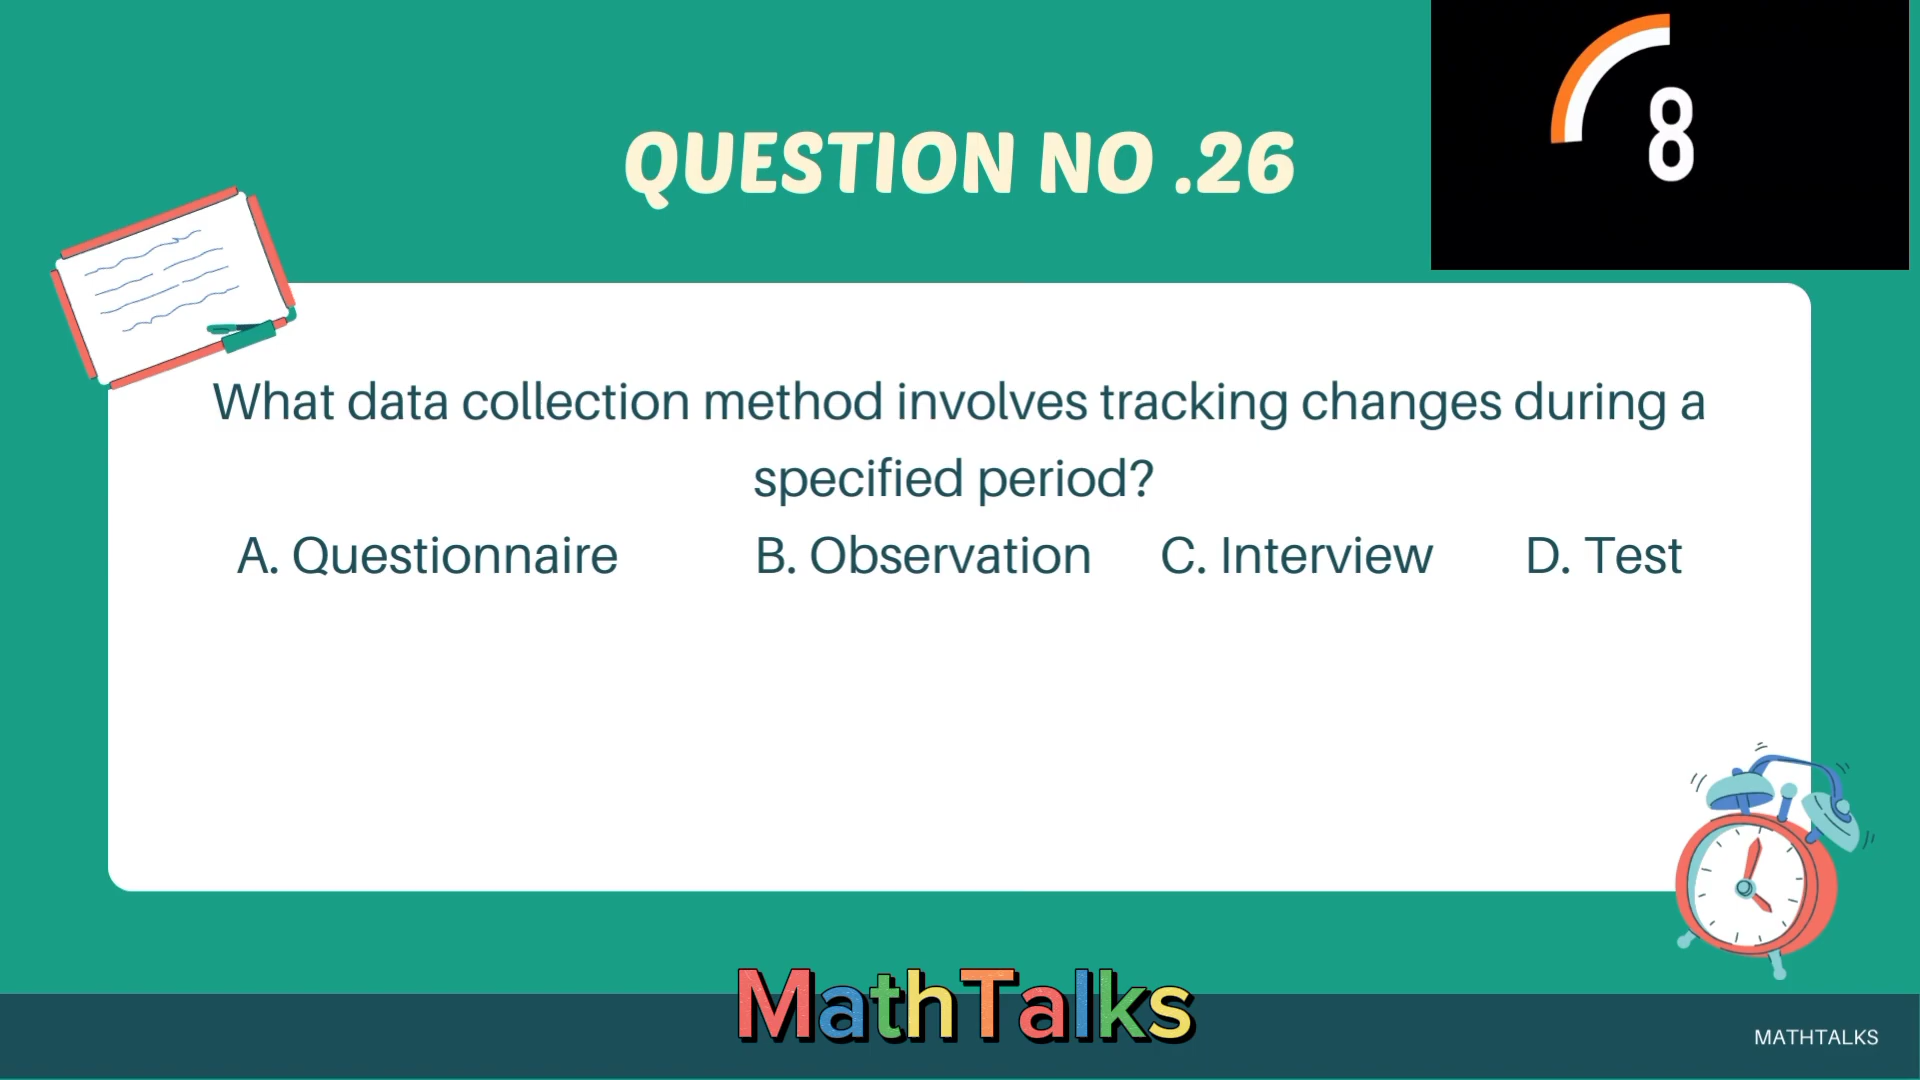 8
QUESTION NO .26
What data collection method involves tracking changes during a
specified period?
A. Questionnaire B. Observation C. Interview D. Test
MathTalks
MATHTALKS